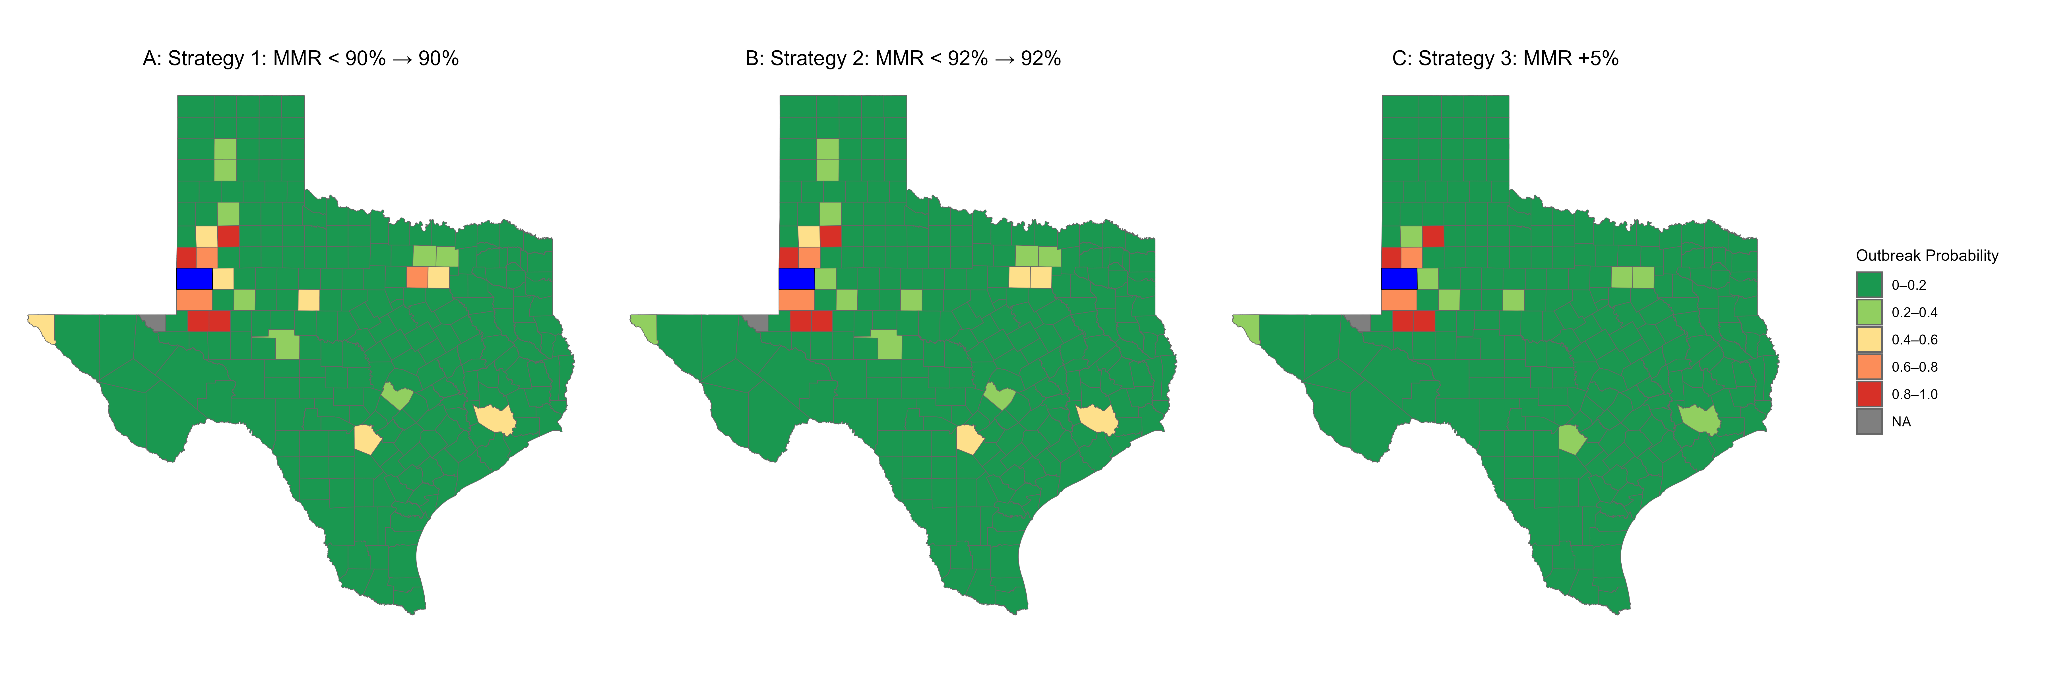 A: Strategy 1: MMR < 90% → 90%
B: Strategy 2: MMR < 92% → 92%
C: Strategy 3: MMR +5%
Outbreak Probability
0–0.2
0.2–0.4
0.4–0.6
0.6–0.8
0.8–1.0
NA